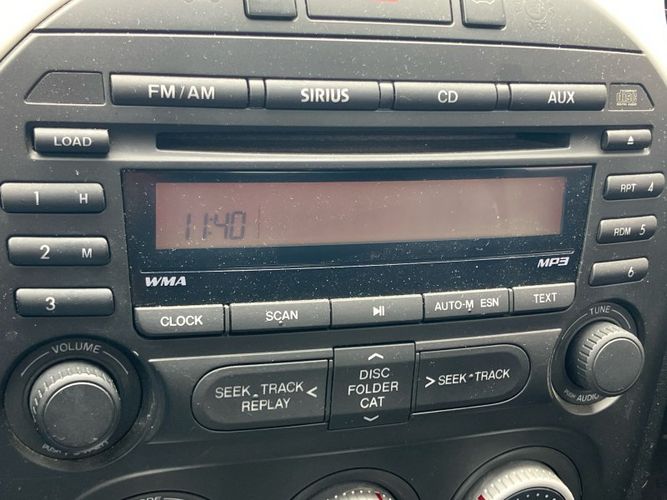 FM/AM SIRIUS CD AUX
LOAD
1 H
RPT 4
11:40
2 M
RDM 5
WMA MP3
3
6
CLOCK SCAN AUTO-M ESN TEXT
VOLUME
TUNE
SEEK TRACK
REPLAY
DISC
FOLDER
CAT
SEEK TRACK
AUDIO